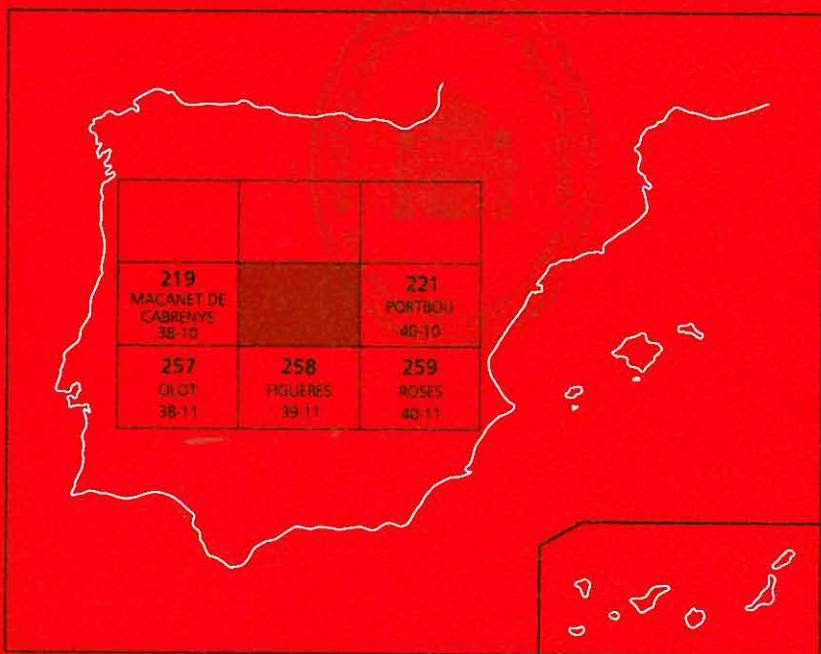 219
MAÇANET DE
CABRENYS
38-10
221
PORTBOU
40-10
257
OLOT
38-11
258
FIGUERES
39-11
259
ROSES
40-11